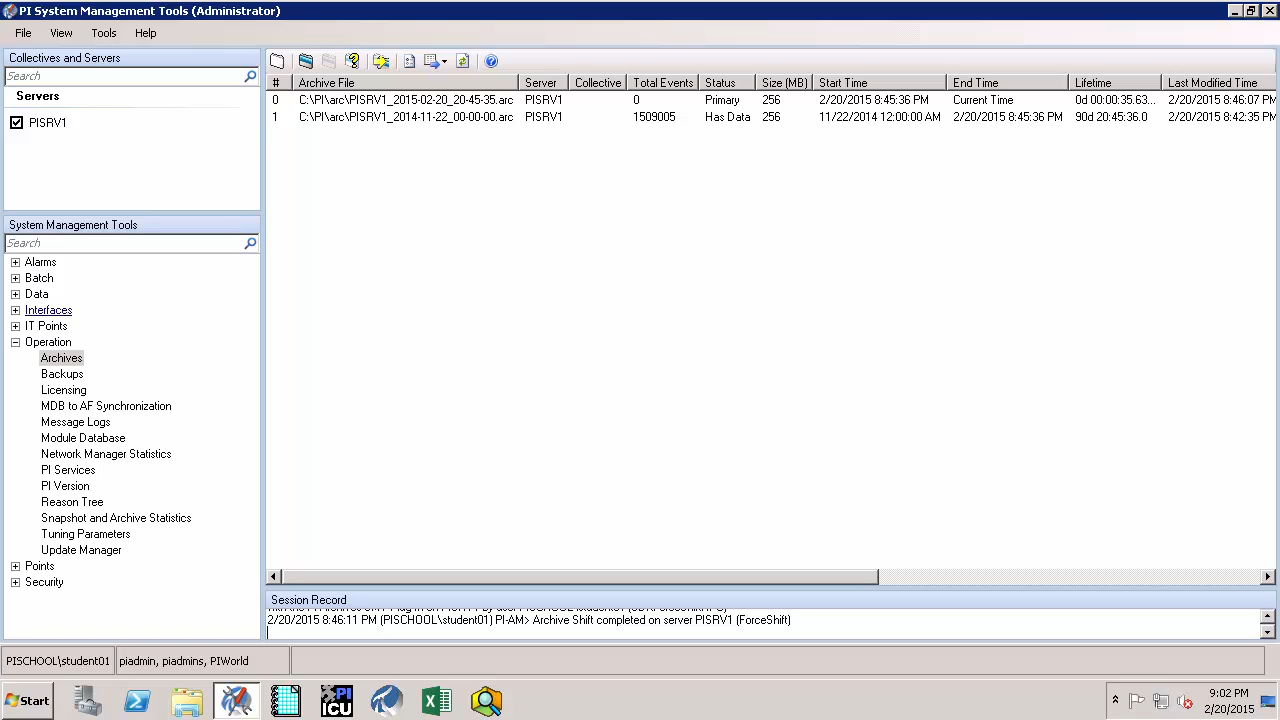 PI System Management Tools (Administrator)
File View Tools Help
Collectives and Servers
Search
Servers
PISRV1
System Management Tools
Search
Alarms
Batch
Data
Interfaces
IT Points
Operation
Archives
Backups
Licensing
MDB to AF Synchronization
Message Logs
Module Database
Network Manager Statistics
PI Services
PI Version
Reason Tree
Snapshot and Archive Statistics
Tuning Parameters
Update Manager
Points
Security
# Archive File Server Collective Total Events Status Size (MB) Start Time End Time Lifetime Last Modified Time
0 C:\PI\arc\PISRV1_2015-02-20_20-45-35.arc PISRV1 0 Primary 256 2/20/2015 8:45:36 PM Current Time 0d 00:00:35.63... 2/20/2015 8:46:07 PM
1 C:\PI\arc\PISRV1_2014-11-22_00-00-00.arc PISRV1 1509005 Has Data 256 11/22/2014 12:00:00 AM 2/20/2015 8:45:36 PM 90d 20:45:36.0 2/20/2015 8:42:35 PM
Session Record
2/20/2015 8:46:11 PM (PISCHOOL\student01) PI-AM> Archive Shift completed on server PISRV1 (ForceShift)
PISCHOOL\student01 piadmin, piadmins, PIWorld
Start
PI
ICU
9:02 PM
2/20/2015